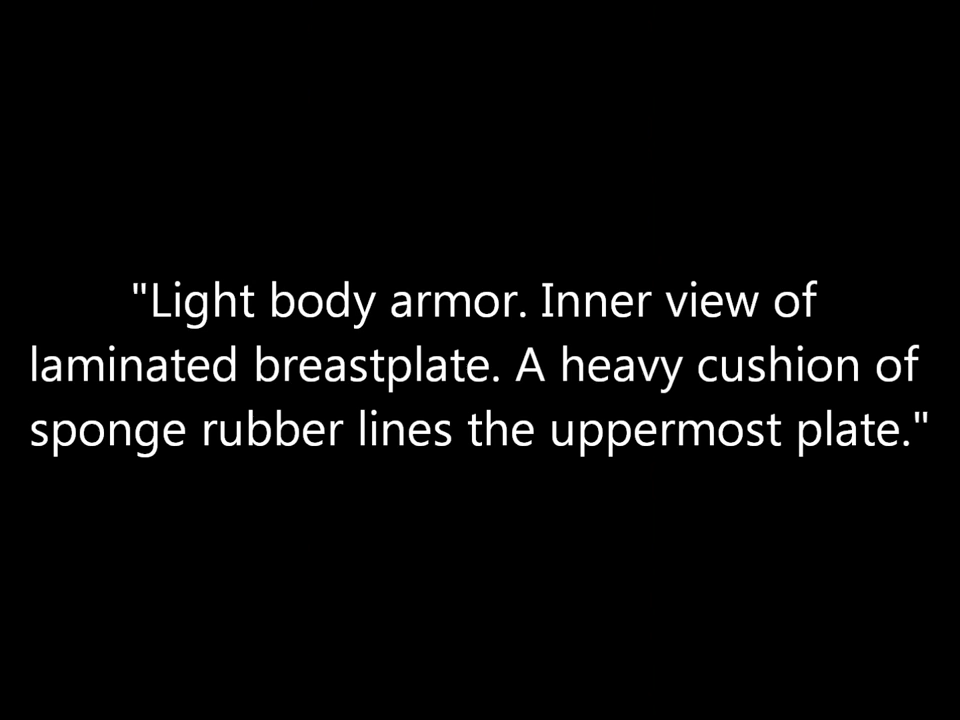 "Light body armor. Inner view of
laminated breastplate. A heavy cushion of
sponge rubber lines the uppermost plate."